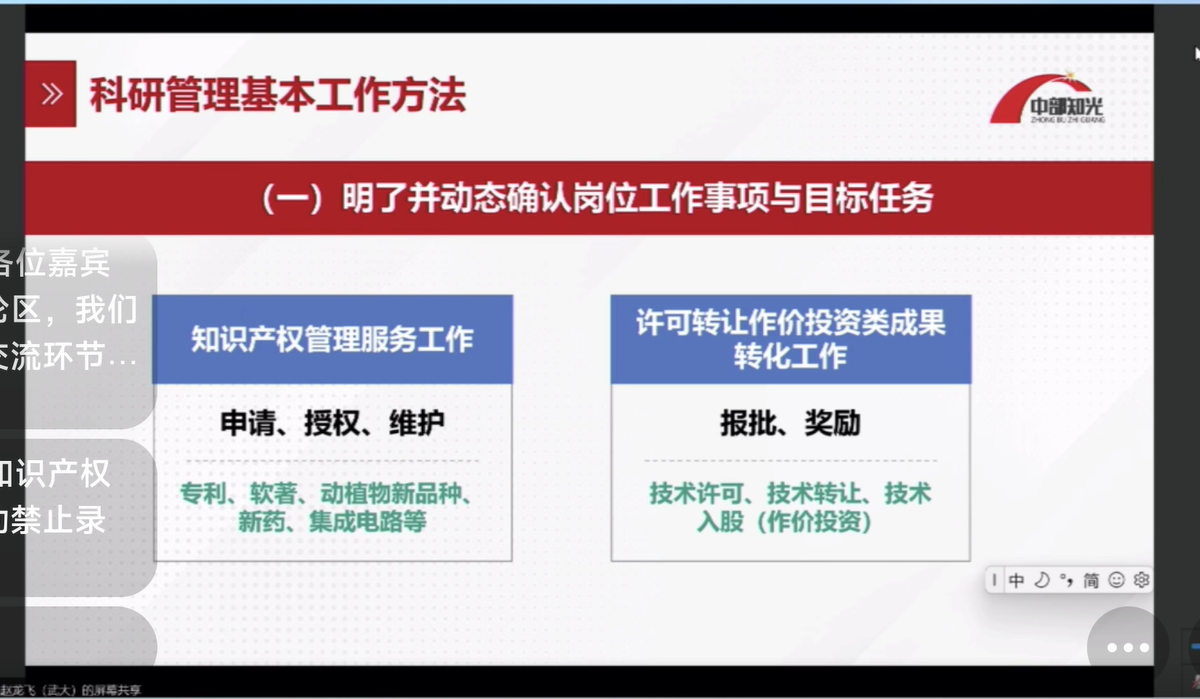 科研管理基本工作方法
中部知光
ZHONG BU ZHI GUANG
（一）明了并动态确认岗位工作事项与目标任务
各位嘉宾
论区，我们
交流环节...
知识产权
禁止录
知识产权管理服务工作
申请、授权、维护
专利、软著、动植物新品种、
新药、集成电路等
许可转让作价投资类成果
转化工作
报批、奖励
技术许可、技术转让、技术
入股（作价投资）
中 简
赵龙飞（武大）的屏幕共享